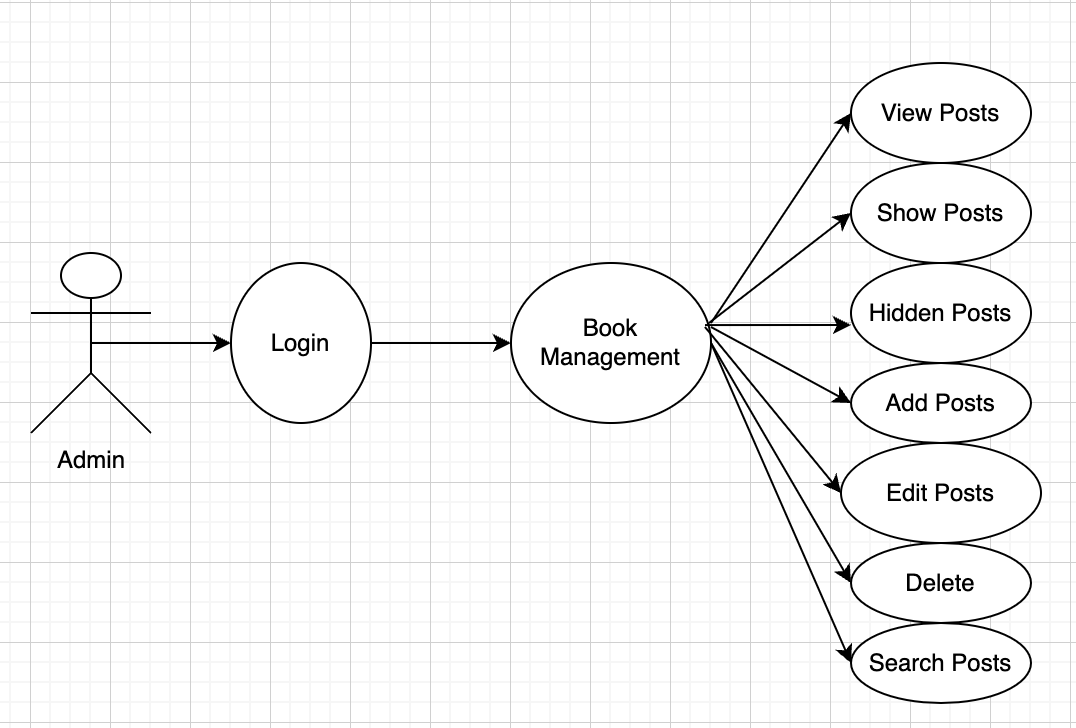 View Posts
Show Posts
Hidden Posts
Add Posts
Edit Posts
Delete
Search Posts
Book
Management
Login
Admin